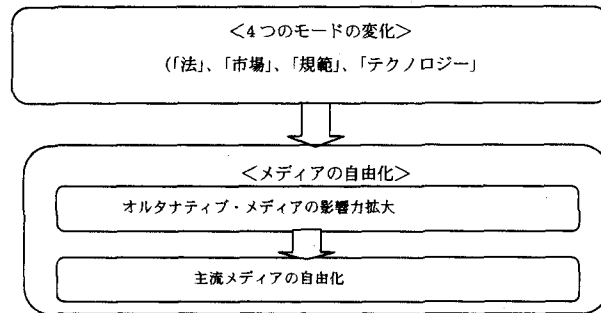 ＜4つのモードの変化＞
(「法」、「市場」、「規範」、「テクノロジー」
＜メディアの自由化＞
オルタナティブ・メディアの影響力拡大
主流メディアの自由化